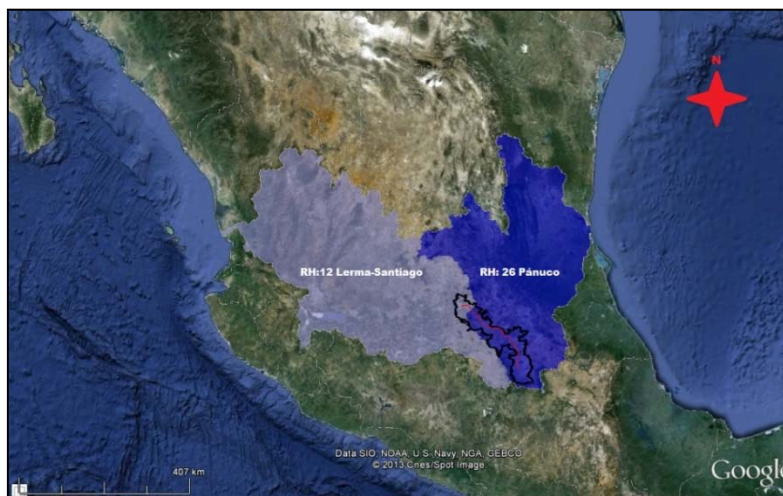 N
RH:12 Lerma-Santiago
RH: 26 Pánuco
Data SIO, NOAA, U.S. Navy, NGA, GEBCO
© 2013 Cnes/Spot Image
407 km
Google